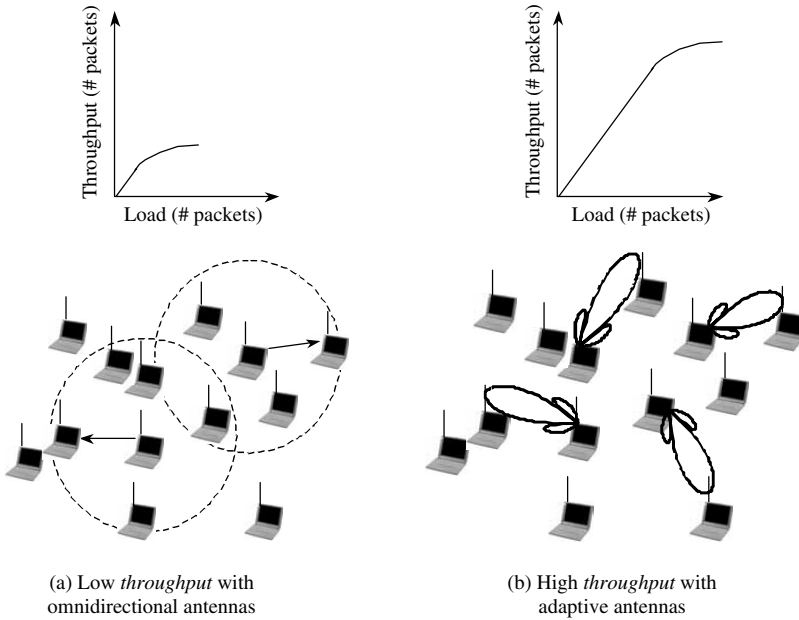 Throughput (# packets)
Load (# packets)
Throughput (# packets)
Load (# packets)
(a) Low throughput with
omnidirectional antennas
(b) High throughput with
adaptive antennas